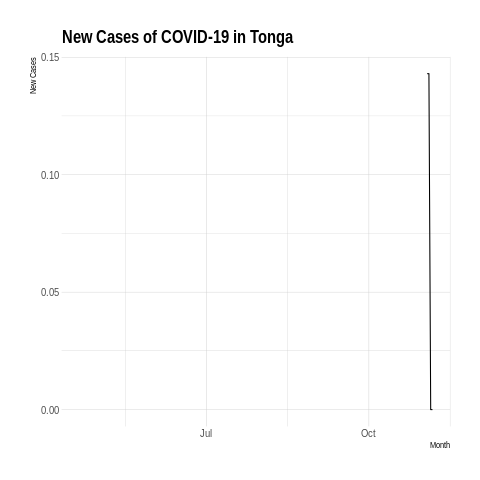 New Cases of COVID-19 in Tonga
New Cases
0.15
0.10
0.05
0.00
Jul
Oct
Month